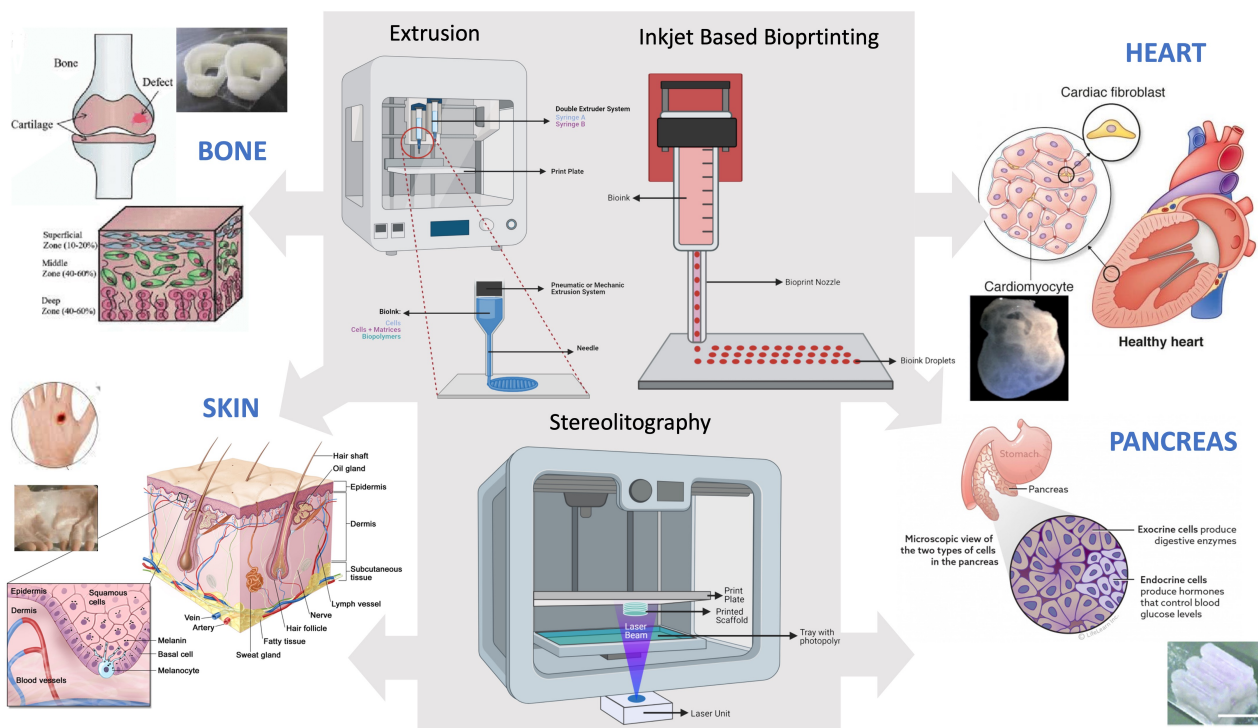 Extrusion
Inkjet Based Bioprtinting
HEART
Bone
Defect
Cartilage
BONE
Superficial
Zone (10-20%)
Middle
Zone (40-60%)
Deep
Zone (40-60%)
Double Extruder System
Syringe A
Syringe B
Print Plate
Pneumatic or Mechanic
Extrusion System
BioInk:
Cells
Cells + Matrices
Biopolymers
Needle
Bioink
Bioprint Nozzle
Bioink Droplets
Cardiac fibroblast
Cardiomyocyte
Healthy heart
SKIN
Hair shaft
Oil gland
Epidermis
Dermis
Subcutaneous
tissue
Lymph vessel
Nerve
Hair follicle
Fatty tissue
Sweat gland
Vein
Artery
Epidermis
Squamous
cells
Dermis
Melanin
Basal cell
Melanocyte
Blood vessels
Stereolitography
Print
Plate
Printed
Scaffold
Laser
Beam
Tray with
photopolyr
Laser Unit
PANCREAS
Stomach
Pancreas
Microscopic view of
the two types of cells
in the pancreas
Exocrine cells produce
digestive enzymes
Endocrine cells
produce hormones
that control blood
glucose levels